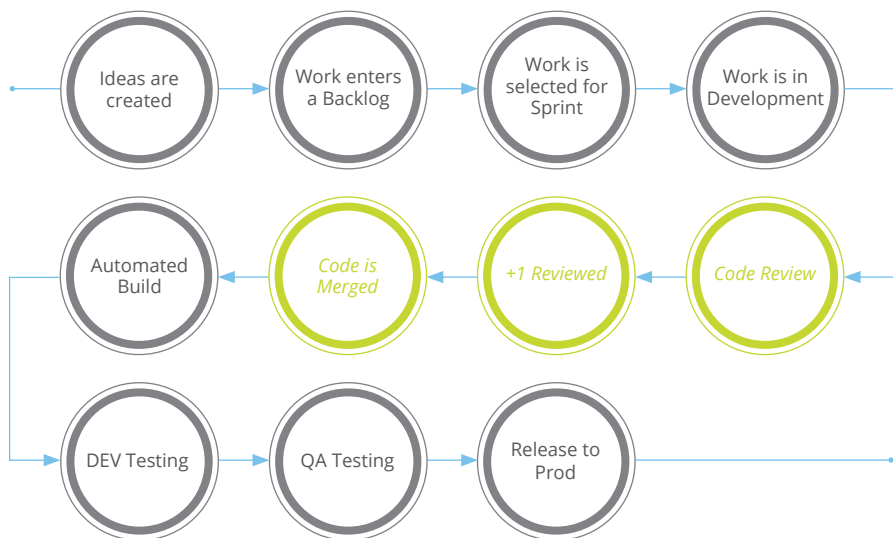 Ideas are
created
Work enters
a Backlog
Work is
selected for
Sprint
Work is in
Development
Code Review
+1 Reviewed
Code is
Merged
Automated
Build
DEV Testing
QA Testing
Release to
Prod